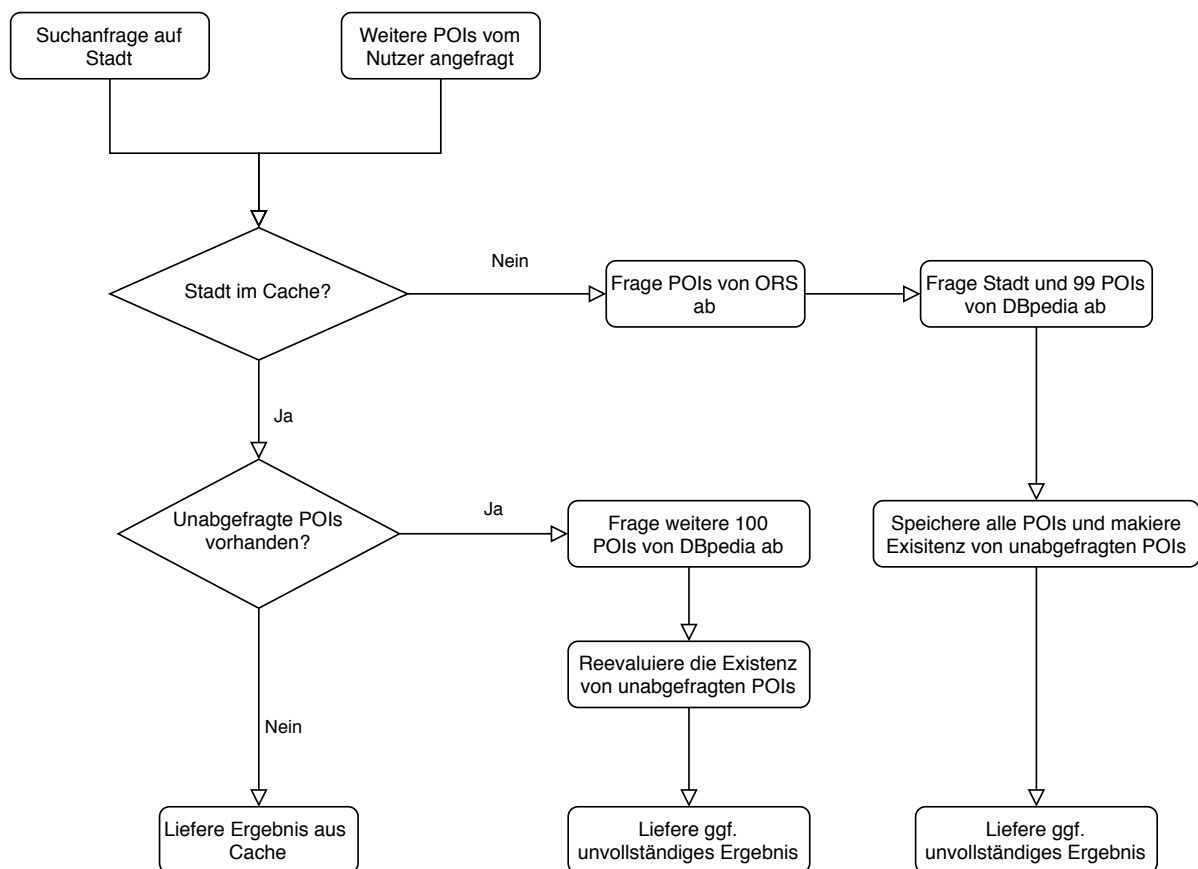 Suchanfrage auf
Stadt
Weitere POIs vom
Nutzer angefragt
Stadt im Cache?
Nein
Frage POIs von ORS
ab
Frage Stadt und 99 POIs
von DBpedia ab
Ja
Unabgefragte POIs
vorhanden?
Ja
Frage weitere 100
POIs von DBpedia ab
Speichere alle POIs und makiere
Exisitenz von unabgefragten POIs
Reevaluiere die Existenz
von unabgefragten POIs
Nein
Liefere Ergebnis aus
Cache
Liefere ggf.
unvollständiges Ergebnis
Liefere ggf.
unvollständiges Ergebnis